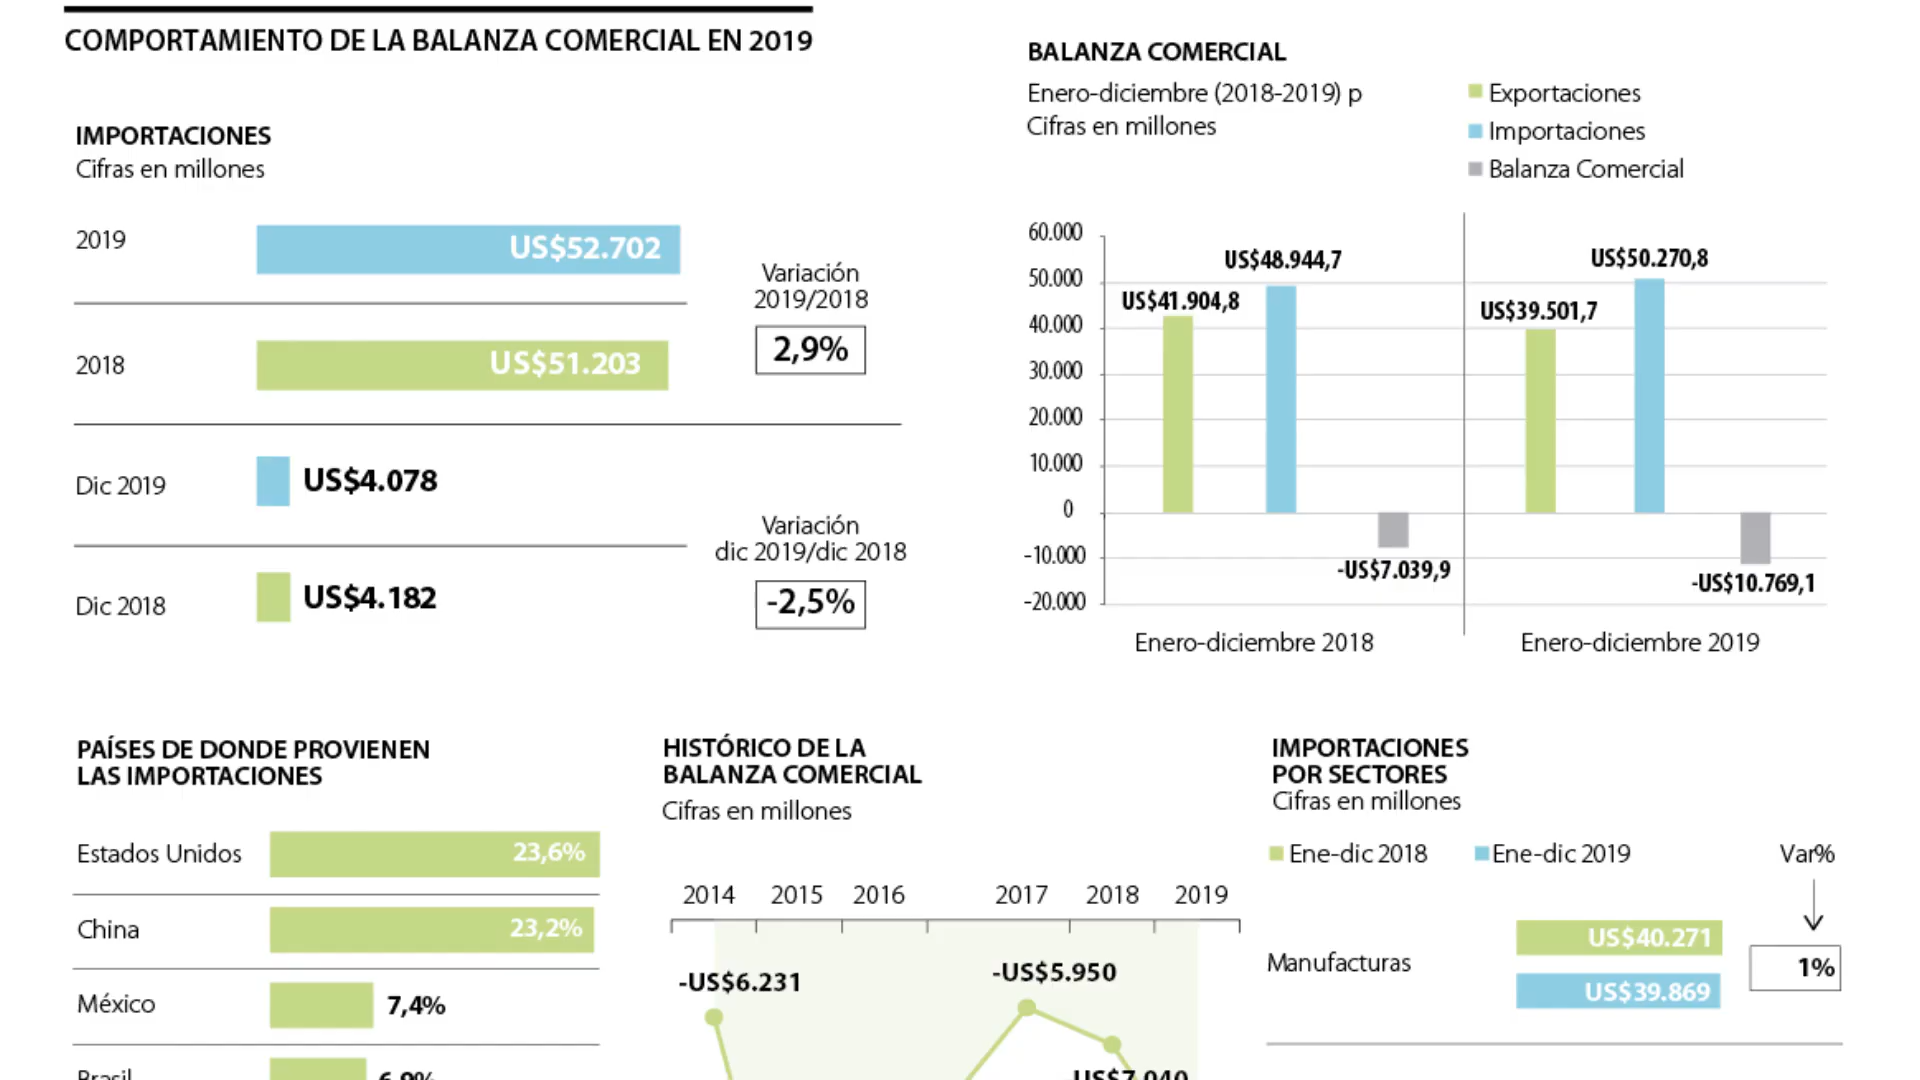 COMPORTAMIENTO DE LA BALANZA COMERCIAL EN 2019
IMPORTACIONES
Cifras en millones
2019
US$52.702
Variación
2019/2018
2,9%
2018
US$51.203
Dic 2019
US$4.078
Variación
dic 2019/dic 2018
-2,5%
Dic 2018
US$4.182
BALANZA COMERCIAL
Enero-diciembre (2018-2019) p
Cifras en millones
Exportaciones
Importaciones
Balanza Comercial
60.000
50.000
40.000
30.000
20.000
10.000
0
-10.000
-20.000
US$41.904,8
US$48.944,7
-US$7.039,9
US$39.501,7
US$50.270,8
-US$10.769,1
Enero-diciembre 2018
Enero-diciembre 2019
PAÍSES DE DONDE PROVIENEN
LAS IMPORTACIONES
Estados Unidos
23,6%
China
23,2%
México
7,4%
Brasil
6,9%
HISTÓRICO DE LA
BALANZA COMERCIAL
Cifras en millones
2014 2015 2016 2017 2018 2019
-US$6.231
-US$5.950
US$7.040
IMPORTACIONES
POR SECTORES
Cifras en millones
Ene-dic 2018
Ene-dic 2019
Var%
Manufacturas
US$40.271
US$39.869
1%